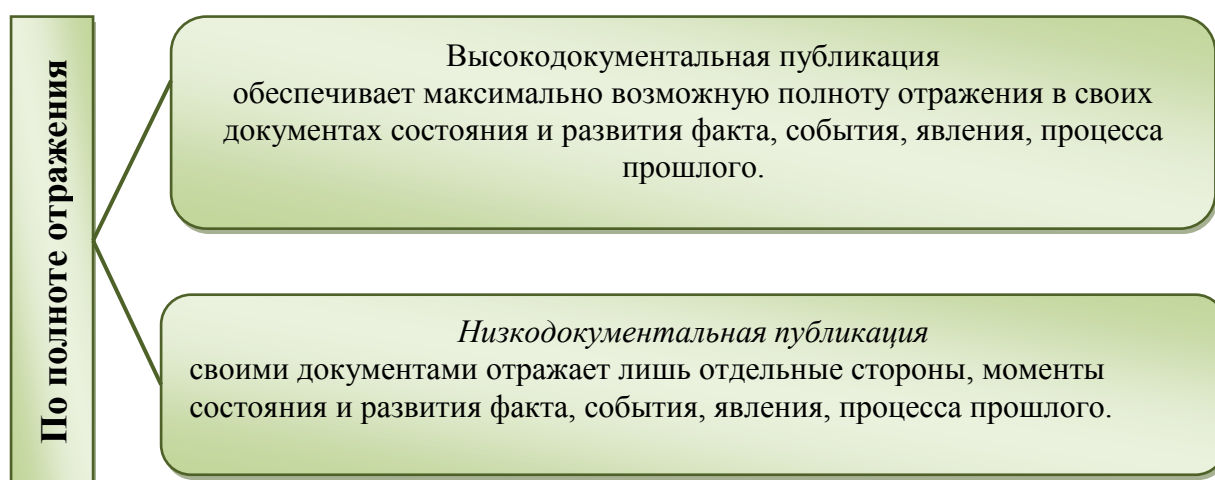 По полноте отражения
Высокодокументальная публикация
обеспечивает максимально возможную полноту отражения в своих
документах состояния и развития факта, события, явления, процесса
прошлого.
Низкодокументальная публикация
своими документами отражает лишь отдельные стороны, моменты
состояния и развития факта, события, явления, процесса прошлого.